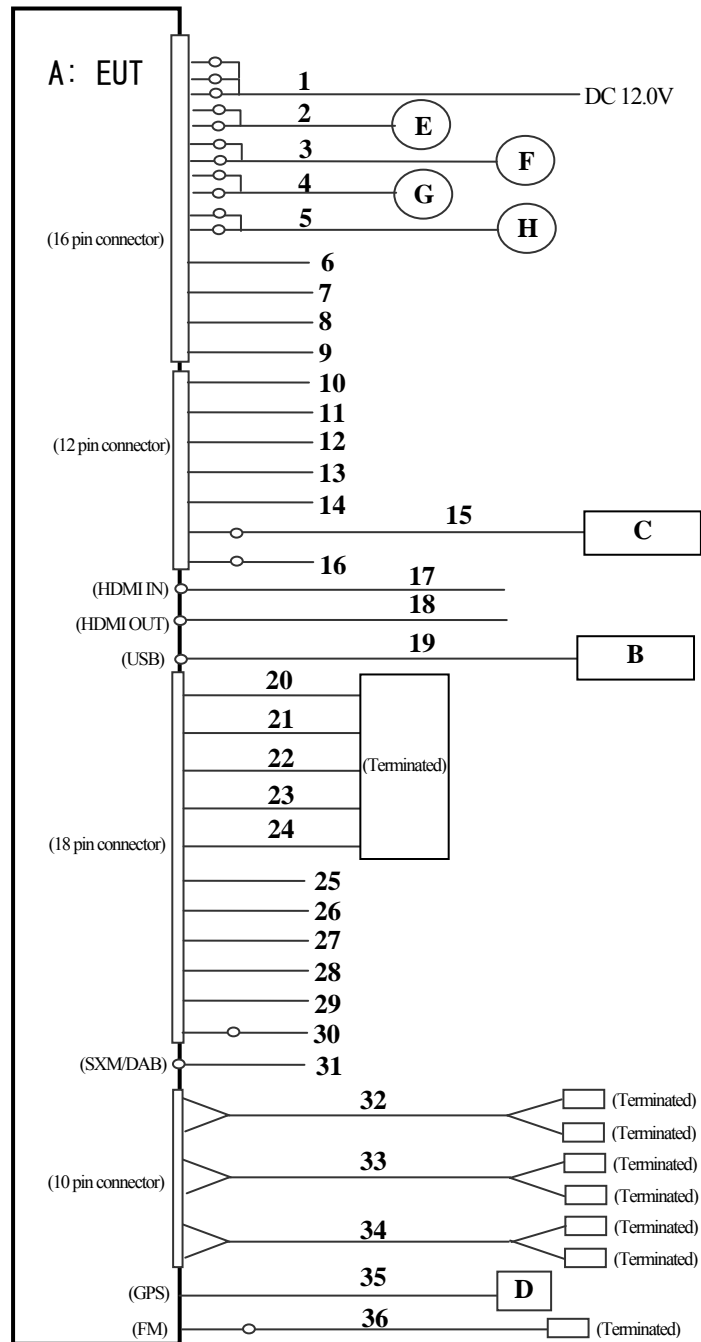 A: EUT
1
DC 12.0V
2
E
3
F
4
G
5
H
(16 pin connector)
6
7
8
9
10
11
(12 pin connector)
12
13
14
15
C
16
(HDMI IN)
17
(HDMI OUT)
18
(USB)
19
B
20
21
22
(Terminated)
23
24
(18 pin connector)
25
26
27
28
29
30
(SXM/DAB)
31
32
(Terminated)
(Terminated)
33
(Terminated)
(10 pin connector)
(Terminated)
34
(Terminated)
(Terminated)
(GPS)
35
D
(FM)
36
(Terminated)